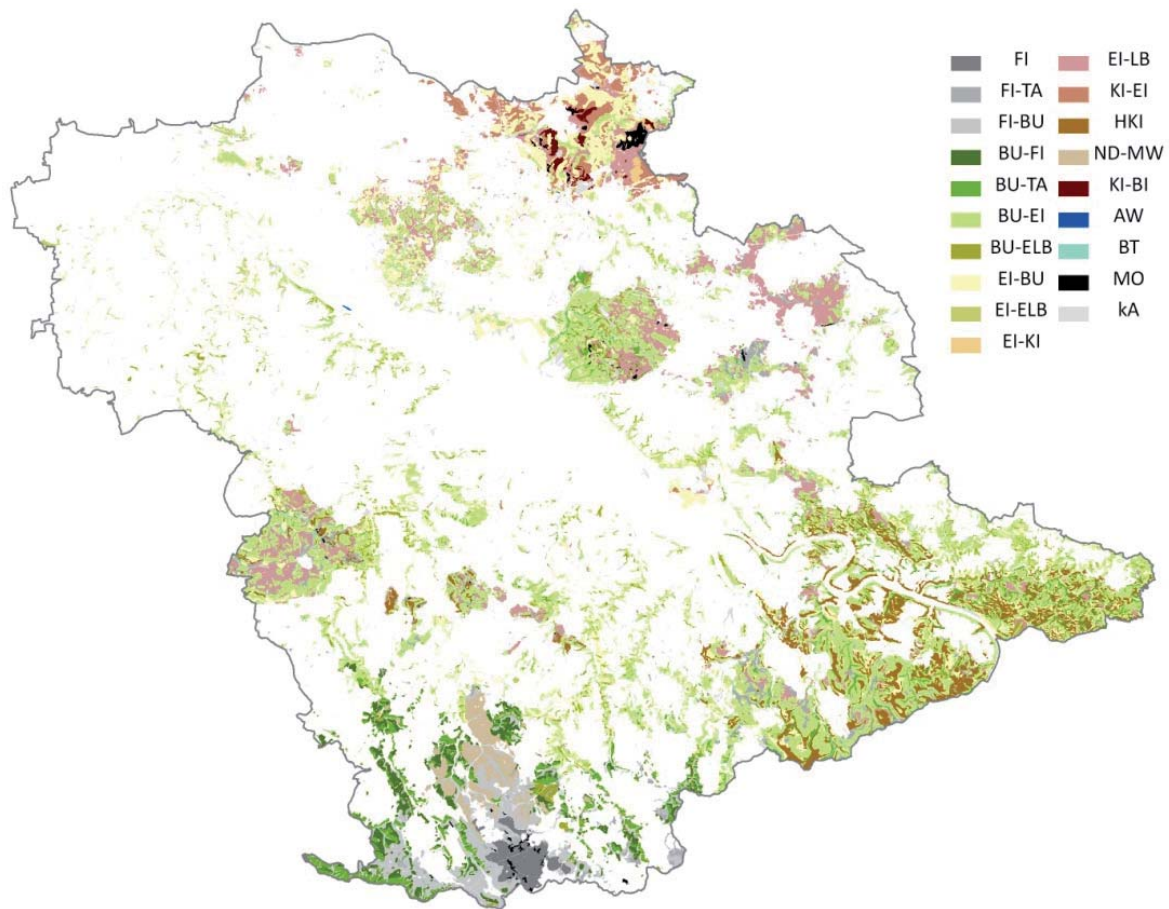 FI
FI-TA
FI-BU
BU-FI
BU-TA
BU-EI
BU-ELB
EI-BU
EI-ELB
EI-KI
EI-LB
KI-EI
HKI
ND-MW
KI-BI
AW
BT
MO
kA